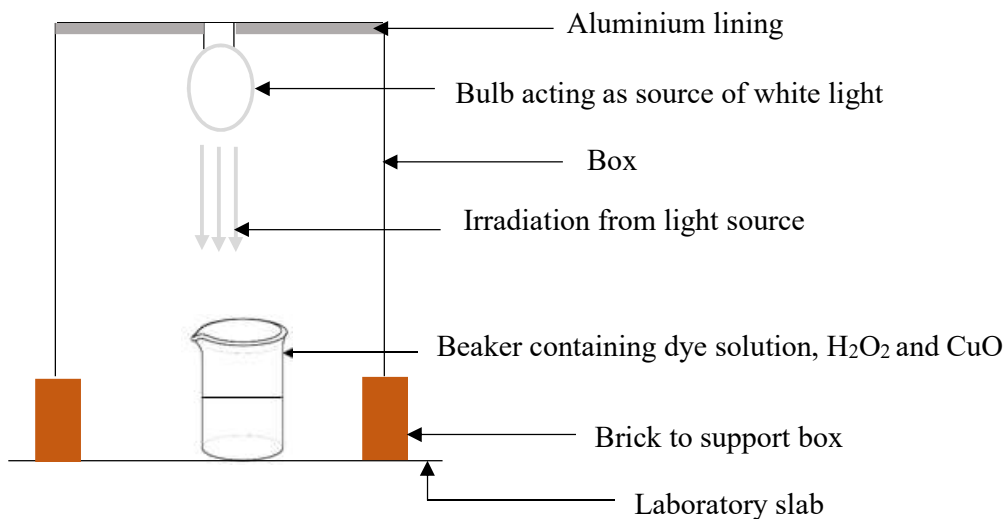 Aluminium lining
Bulb acting as source of white light
Box
Irradiation from light source
Beaker containing dye solution, H₂O₂ and CuO
Brick to support box
Laboratory slab